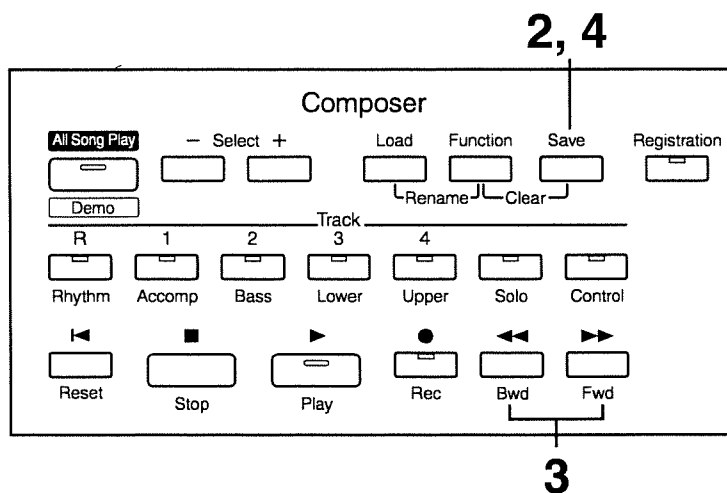 2, 4
Composer
All Song Play
− Select +
Load
Function
Save
Registration
Rename
Clear
Demo
Track
R
1
2
3
4
Rhythm
Accomp
Bass
Lower
Upper
Solo
Control
Reset
Stop
Play
Rec
Bwd
Fwd
3